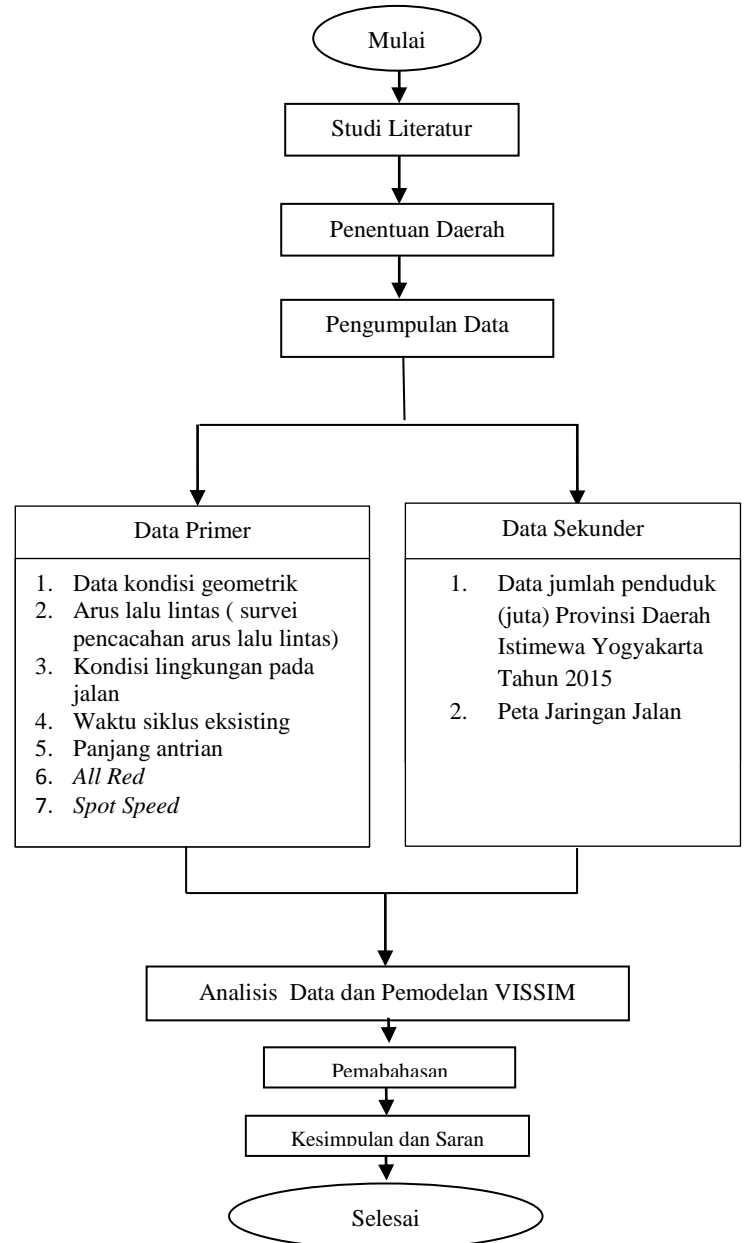 Mulai
Studi Literatur
Penentuan Daerah
Pengumpulan Data
Data Primer
1. Data kondisi geometrik
2. Arus lalu lintas ( survei
pencacahan arus lalu lintas)
3. Kondisi lingkungan pada
jalan
4. Waktu siklus eksisting
5. Panjang antrian
6. All Red
7. Spot Speed
Data Sekunder
1. Data jumlah penduduk
(juta) Provinsi Daerah
Istimewa Yogyakarta
Tahun 2015
2. Peta Jaringan Jalan
Analisis Data dan Pemodelan VISSIM
Pemabahasan
Kesimpulan dan Saran
Selesai